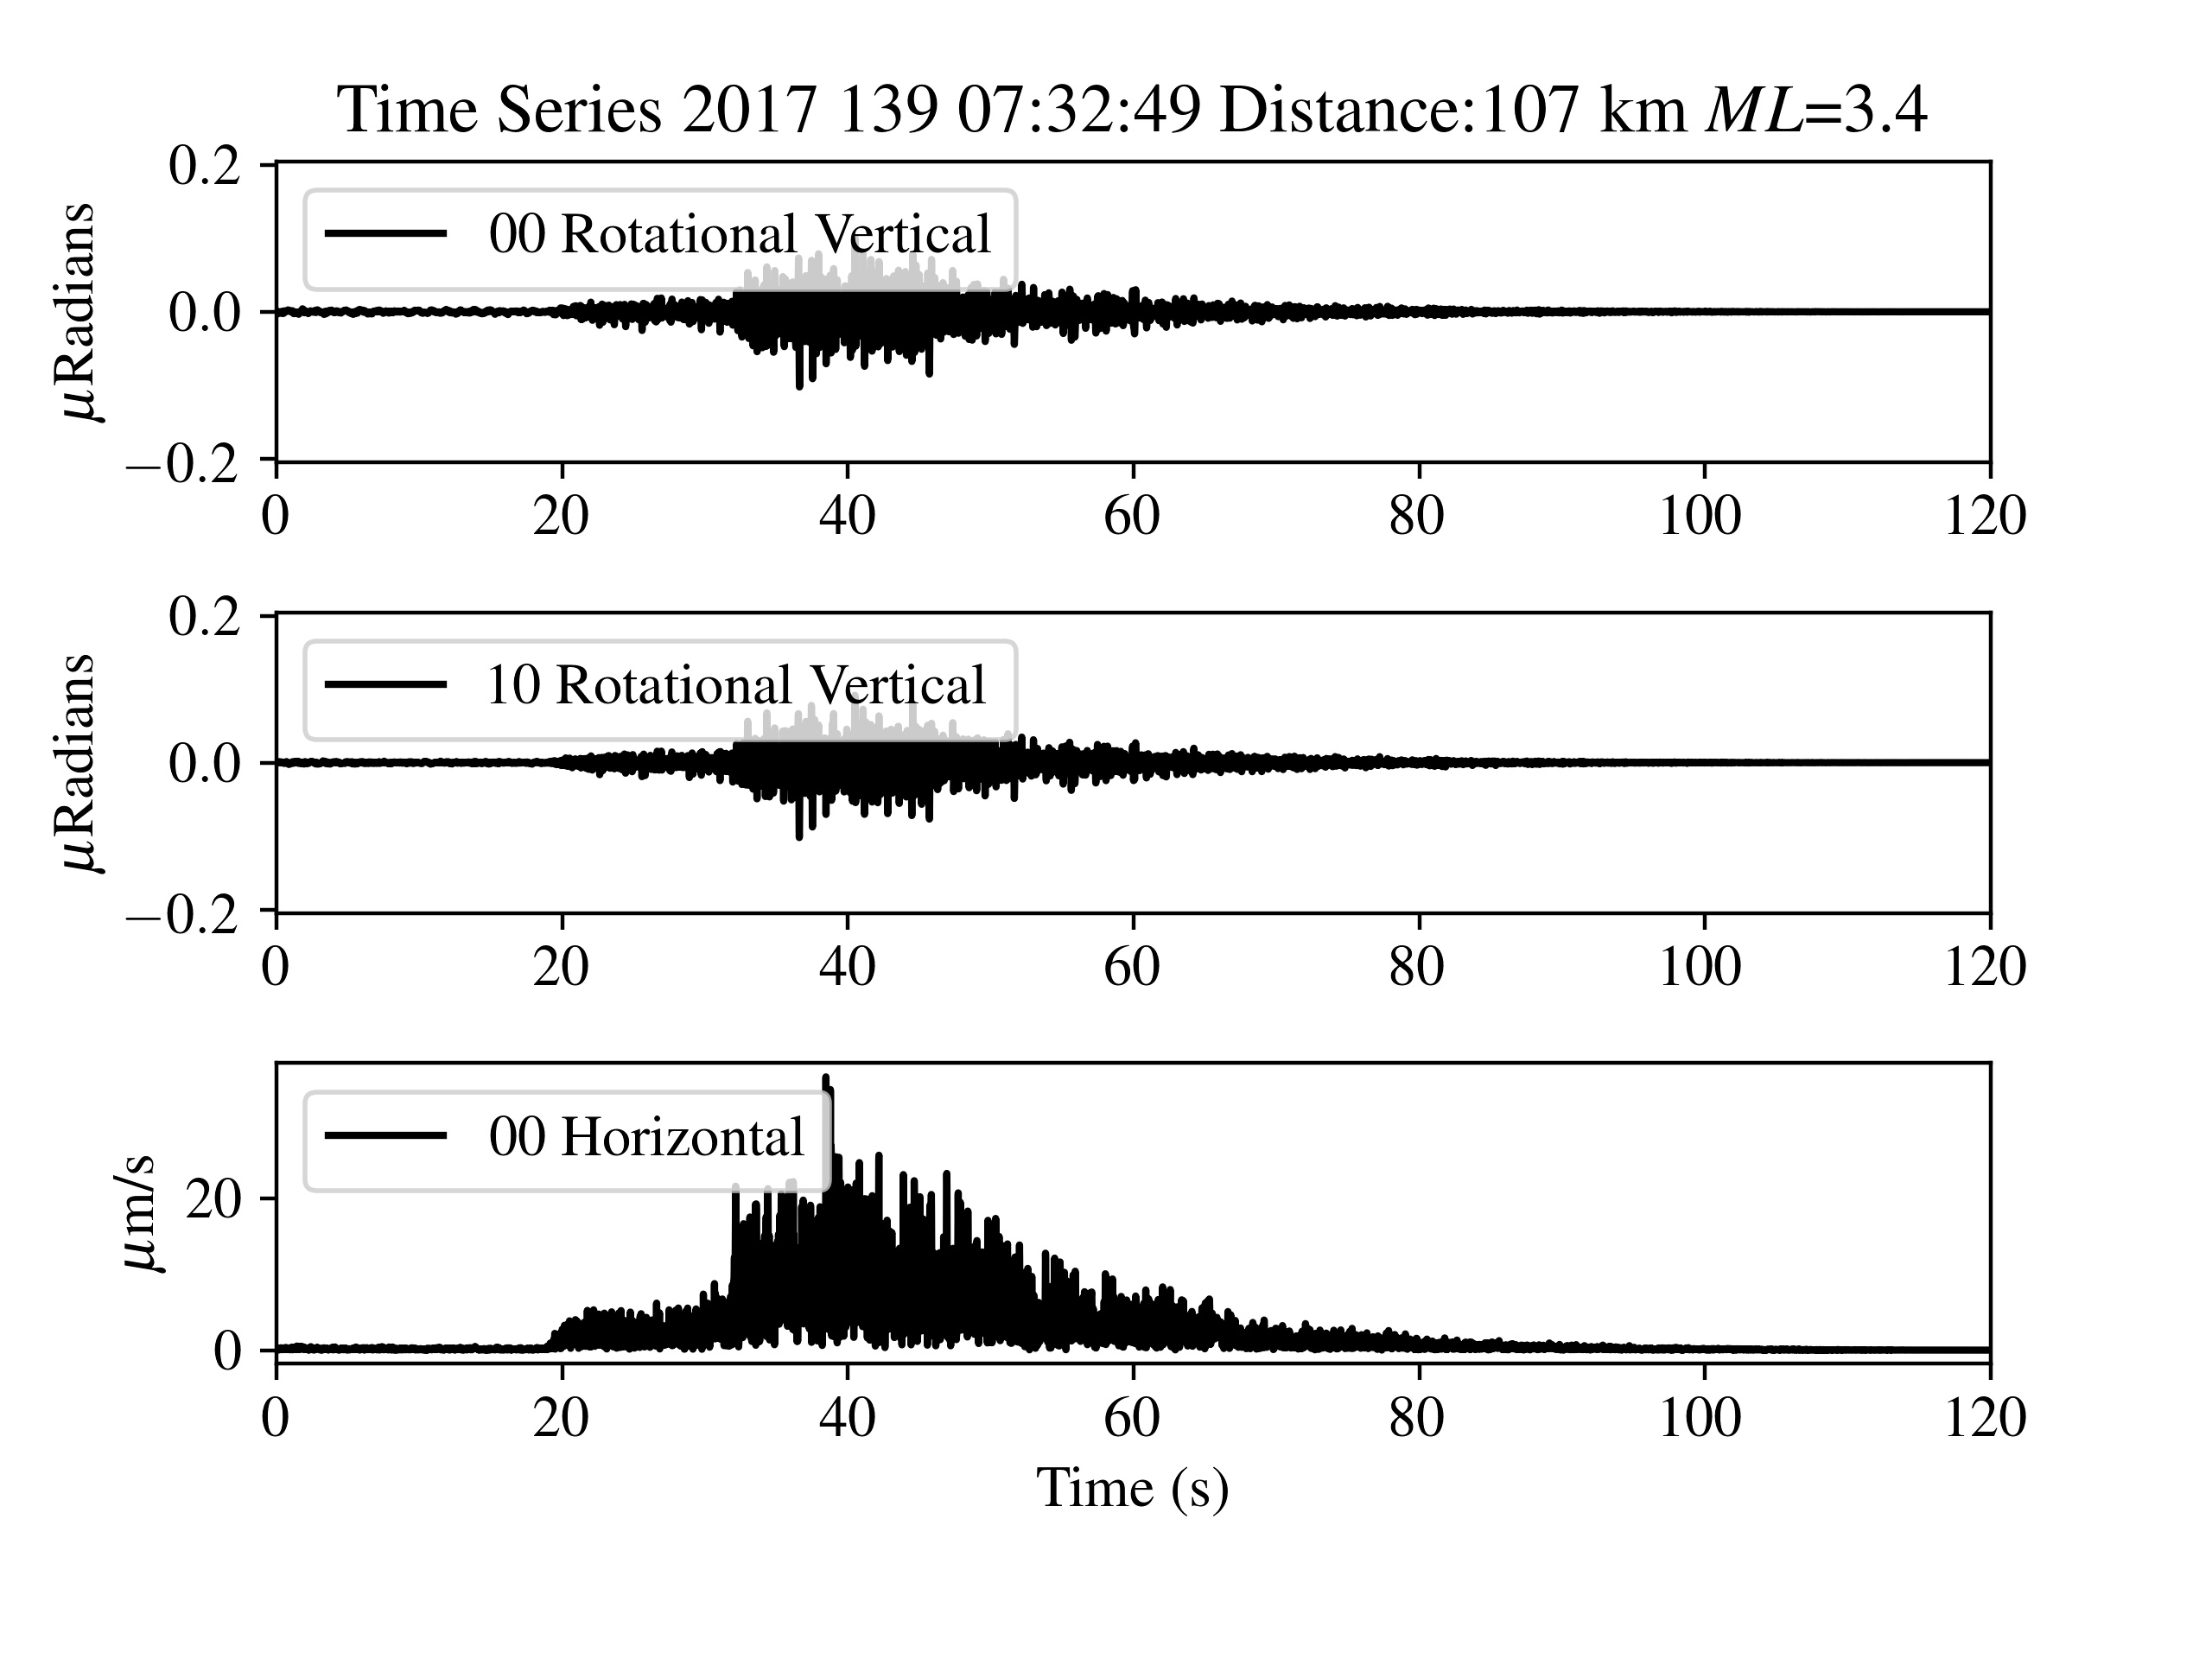 Time Series 2017 139 07:32:49 Distance:107 km ML=3.4
0.2
0.0
−0.2
μRadians
00 Rotational Vertical
0 20 40 60 80 100 120
0.2
0.0
−0.2
μRadians
10 Rotational Vertical
0 20 40 60 80 100 120
20
0
μm/s
00 Horizontal
0 20 40 60 80 100 120
Time (s)